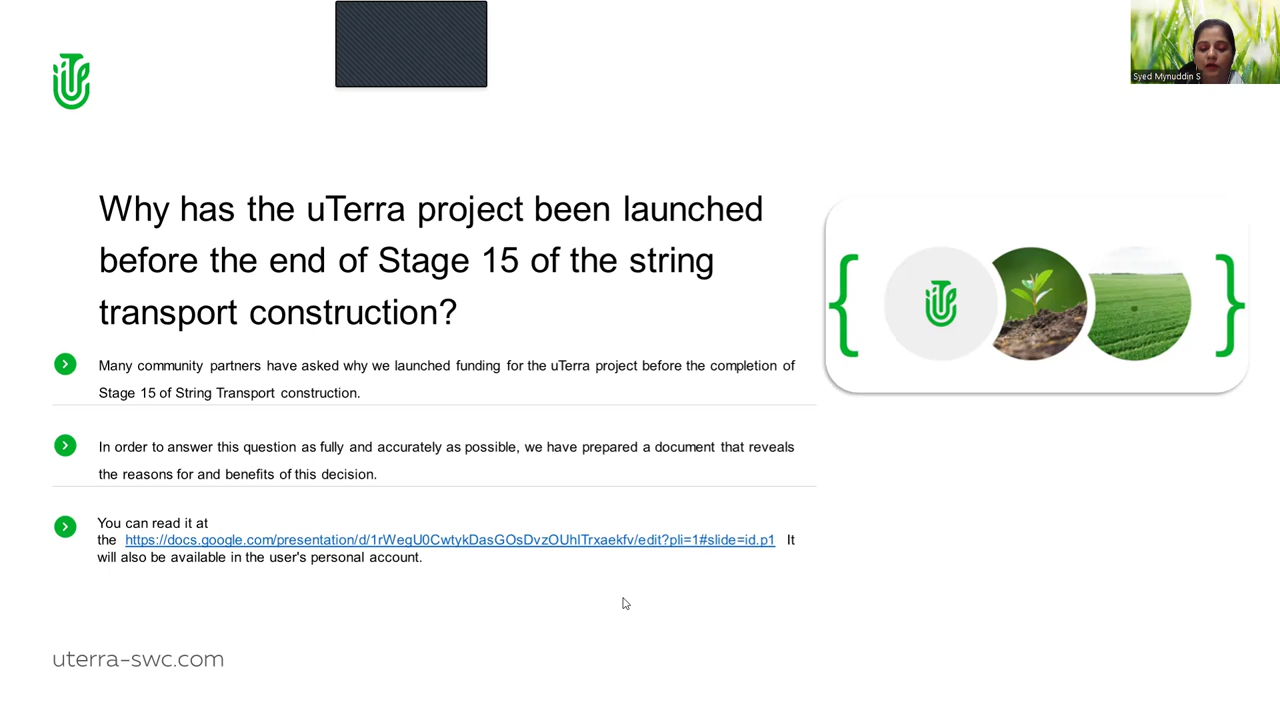 Syed Mynuddin S
Why has the uTerra project been launched
before the end of Stage 15 of the string
transport construction?
Many community partners have asked why we launched funding for the uTerra project before the completion of
Stage 15 of String Transport construction.
In order to answer this question as fully and accurately as possible, we have prepared a document that reveals
the reasons for and benefits of this decision.
You can read it at
the https://docs.google.com/presentation/d/1rWegU0CwtykDasGOsDvzOUhlTrxaekfv/edit?pli=1#slide=id.p1 It
will also be available in the user's personal account.
uterra-swc.com